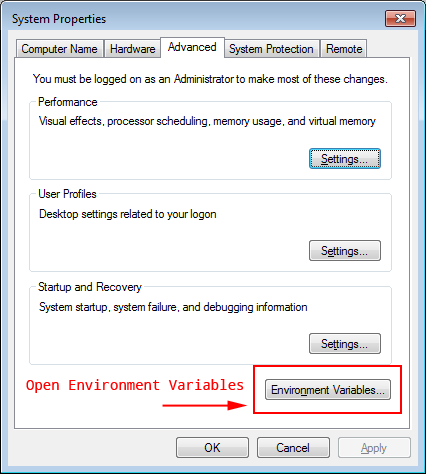 System Properties
Computer Name Hardware Advanced System Protection Remote
You must be logged on as an Administrator to make most of these changes.
Performance
Visual effects, processor scheduling, memory usage, and virtual memory
Settings...
User Profiles
Desktop settings related to your logon
Settings...
Startup and Recovery
System startup, system failure, and debugging information
Settings...
Open Environment Variables
Environment Variables...
OK Cancel Apply